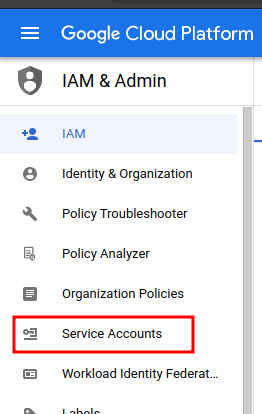 Google Cloud Platform
IAM & Admin
IAM
Identity & Organization
Policy Troubleshooter
Policy Analyzer
Organization Policies
Service Accounts
Workload Identity Federat...
Labels